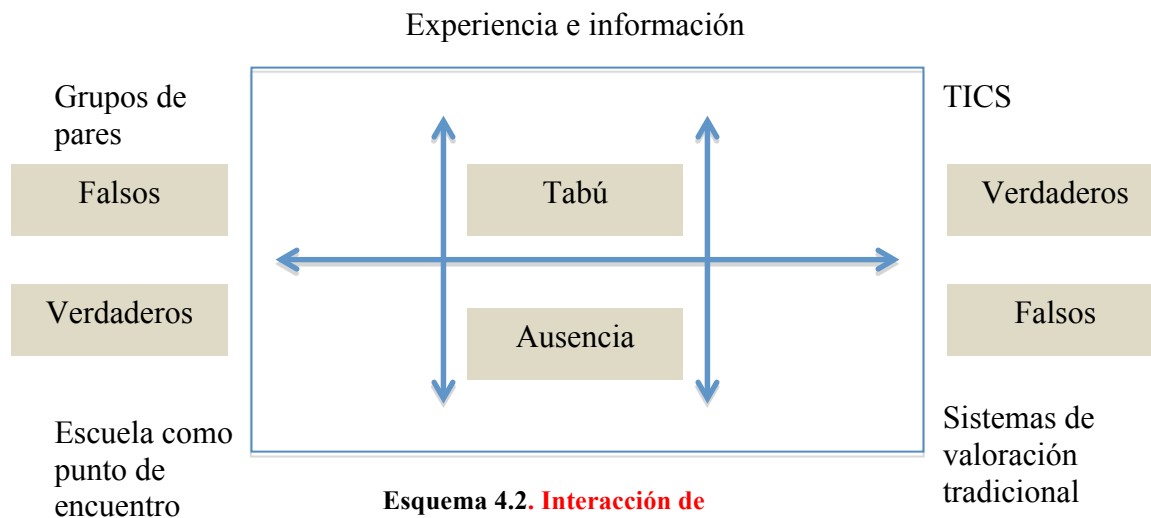 Experiencia e información
Grupos de
pares
TICS
Falsos
Tabú
Verdaderos
Verdaderos
Ausencia
Falsos
Escuela como
punto de
encuentro
Sistemas de
valoración
tradicional
Esquema 4.2. Interacción de